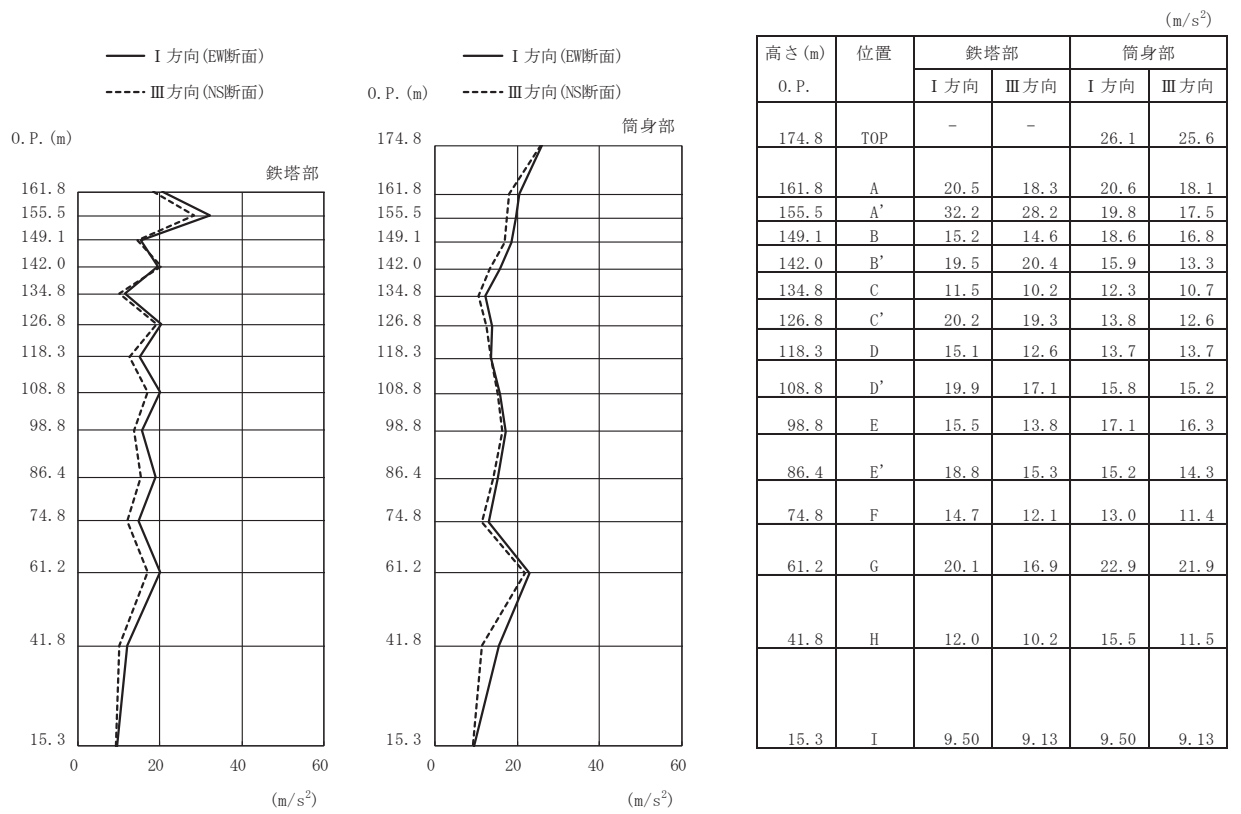 Ⅰ 方向(EW断面)
Ⅲ方向(NS断面)
O.P.(m)
鉄塔部
161.8
155.5
149.1
142.0
134.8
126.8
118.3
108.8
98.8
86.4
74.8
61.2
41.8
15.3
0 20 40 60
(m/s²)
Ⅰ 方向(EW断面)
Ⅲ方向(NS断面)
O.P.(m)
筒身部
174.8
161.8
155.5
149.1
142.0
134.8
126.8
118.3
108.8
98.8
86.4
74.8
61.2
41.8
15.3
0 20 40 60
(m/s²)
(m/s²)
高さ(m) 位置 鉄塔部 筒身部
O.P. Ⅰ 方向 Ⅲ方向 Ⅰ 方向 Ⅲ方向
174.8 TOP － － 26.1 25.6
161.8 A 20.5 18.3 20.6 18.1
155.5 A' 32.2 28.2 19.8 17.5
149.1 B 15.2 14.6 18.6 16.8
142.0 B' 19.5 20.4 15.9 13.3
134.8 C 11.5 10.2 12.3 10.7
126.8 C' 20.2 19.3 13.8 12.6
118.3 D 15.1 12.6 13.7 13.7
108.8 D' 19.9 17.1 15.8 15.2
98.8 E 15.5 13.8 17.1 16.3
86.4 E' 18.8 15.3 15.2 14.3
74.8 F 14.7 12.1 13.0 11.4
61.2 G 20.1 16.9 22.9 21.9
41.8 H 12.0 10.2 15.5 11.5
15.3 I 9.50 9.13 9.50 9.13